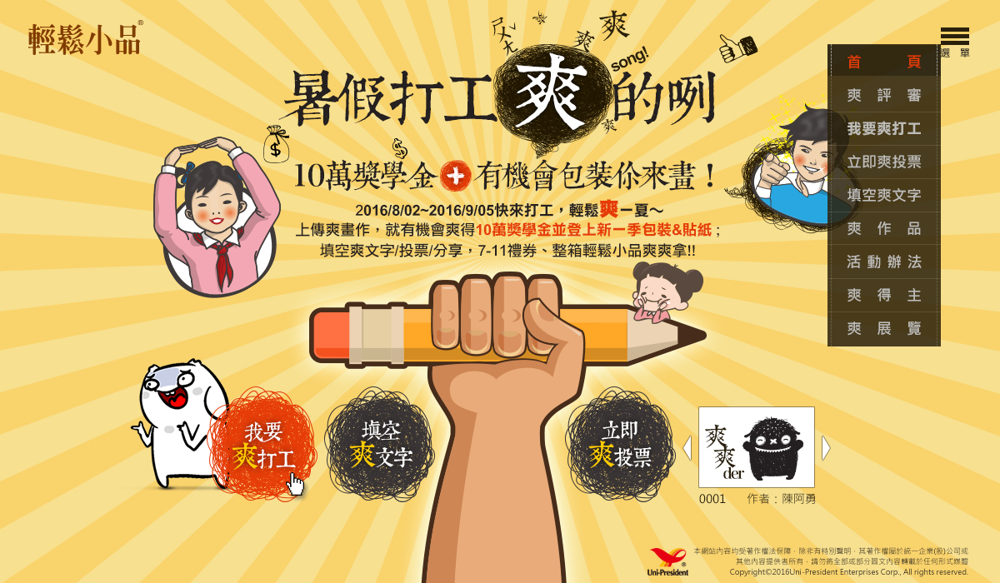 輕鬆小品®
ㄕㄨㄤˇ
爽
爽
song!
暑假打工爽的咧
爽
10萬獎學金+有機會包裝你來畫！
2016/8/02~2016/9/05快來打工，輕鬆爽一夏～
上傳爽畫作，就有機會爽得10萬獎學金並登上新一季包裝&貼紙；
填空爽文字/投票/分享，7-11禮券、整箱輕鬆小品爽爽拿!!
選單
首頁
爽評審
我要爽打工
立即爽投票
填空爽文字
爽作品
活動辦法
爽得主
爽展覽
我要
爽打工
填空
爽文字
立即
爽投票
爽
爽
der
0001 作者：陳阿勇
Uni-President
本網站內容均受著作權法保障，除非有特別聲明，其著作權屬於統一企業(股)公司或
其他內容提供者所有，請勿將全部或部分圖文內容轉載於任何形式媒體
Copyright©2016Uni-President Enterprises Corp., All rights reserved.